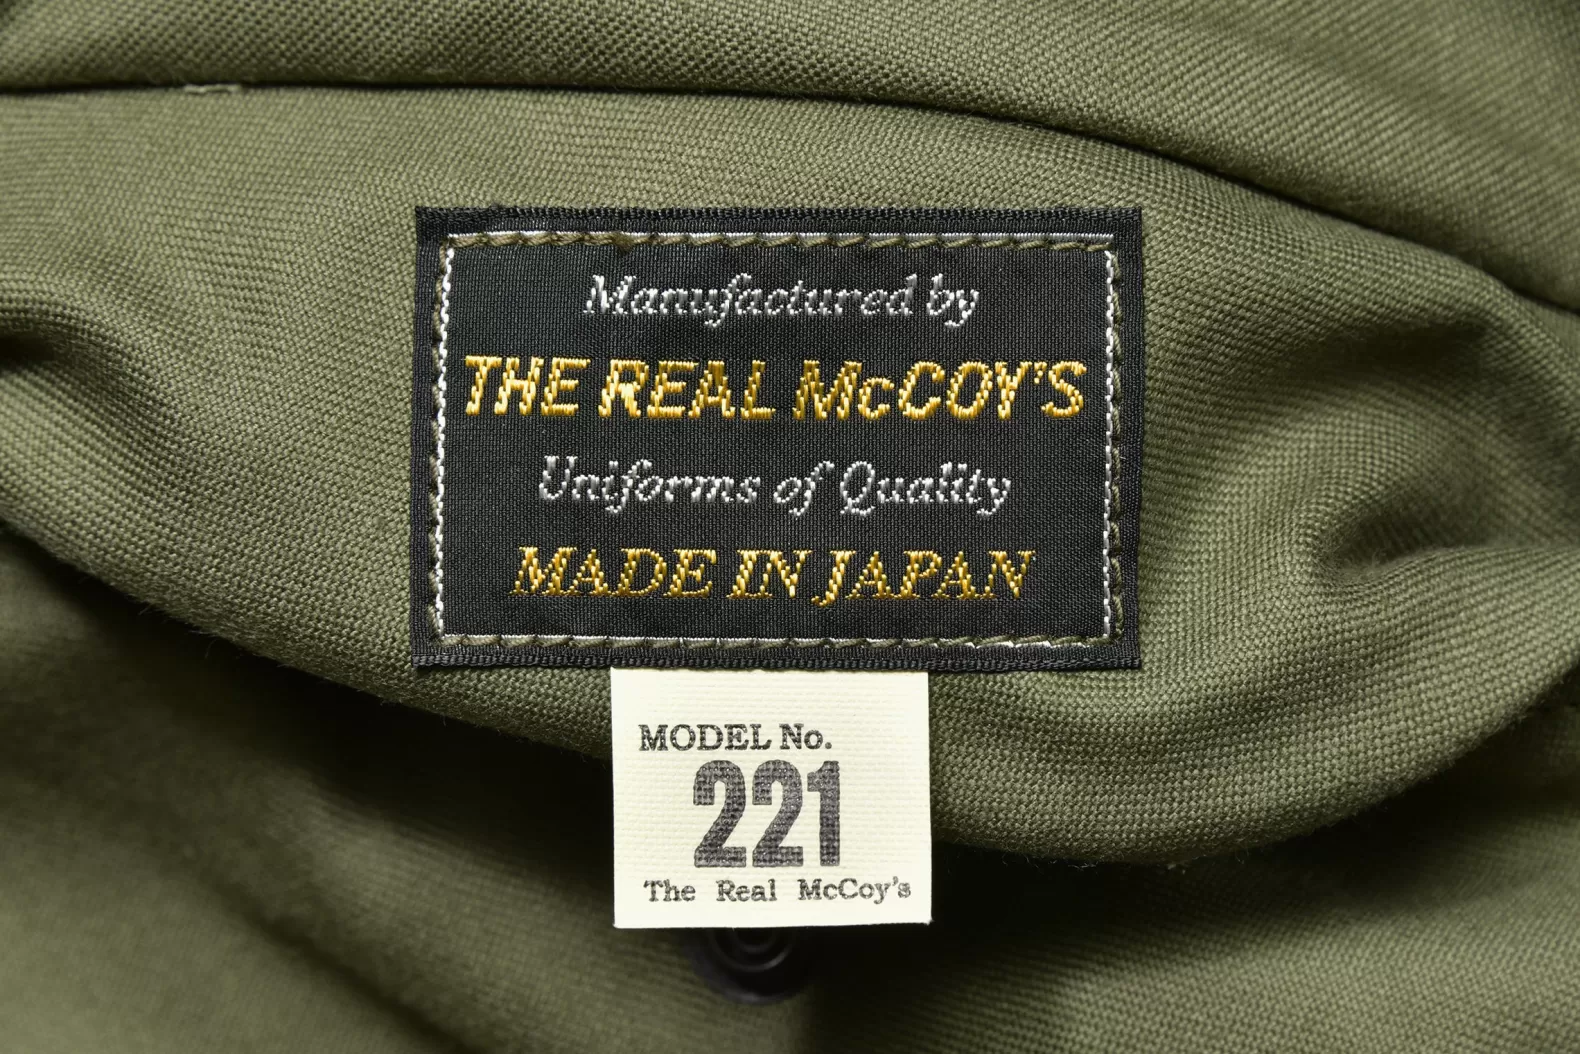 Manufactured by
THE REAL McCOY'S
Uniforms of Quality
MADE IN JAPAN
MODEL No.
221
The Real McCoy's